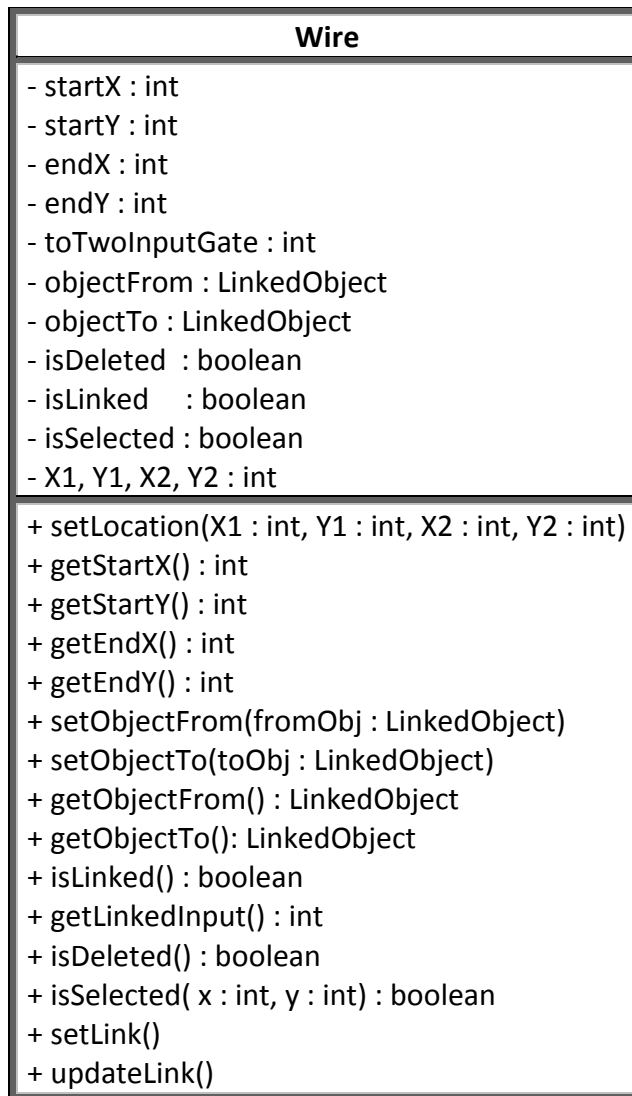 Wire
- startX : int
- startY : int
- endX : int
- endY : int
- toTwoInputGate : int
- objectFrom : LinkedObject
- objectTo : LinkedObject
- isDeleted  : boolean
- isLinked    : boolean
- isSelected : boolean
- X1, Y1, X2, Y2 : int
+ setLocation(X1 : int, Y1 : int, X2 : int, Y2 : int)
+ getStartX() : int
+ getStartY() : int
+ getEndX() : int
+ getEndY() : int
+ setObjectFrom(fromObj : LinkedObject)
+ setObjectTo(toObj : LinkedObject)
+ getObjectFrom() : LinkedObject
+ getObjectTo(): LinkedObject
+ isLinked() : boolean
+ getLinkedInput() : int
+ isDeleted() : boolean
+ isSelected( x : int, y : int) : boolean
+ setLink()
+ updateLink()